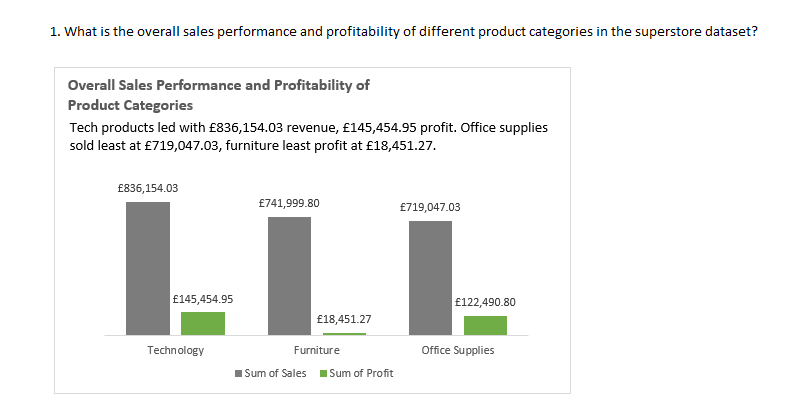 1. What is the overall sales performance and profitability of different product categories in the superstore dataset?
Overall Sales Performance and Profitability of
Product Categories
Tech products led with £836,154.03 revenue, £145,454.95 profit. Office supplies
sold least at £719,047.03, furniture least profit at £18,451.27.
£836,154.03
£741,999.80
£719,047.03
£145,454.95
£18,451.27
£122,490.80
Technology
Furniture
Office Supplies
Sum of Sales
Sum of Profit